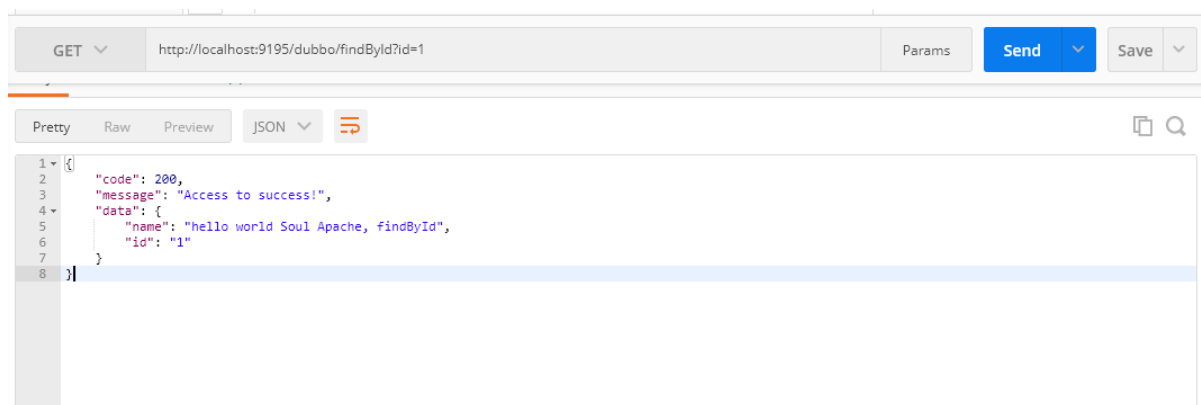 GET http://localhost:9195/dubbo/findById?id=1 Params Send Save
Pretty Raw Preview JSON
1 {
2 "code": 200,
3 "message": "Access to success!",
4 "data": {
5 "name": "hello world Soul Apache, findById",
6 "id": "1"
7 }
8 }